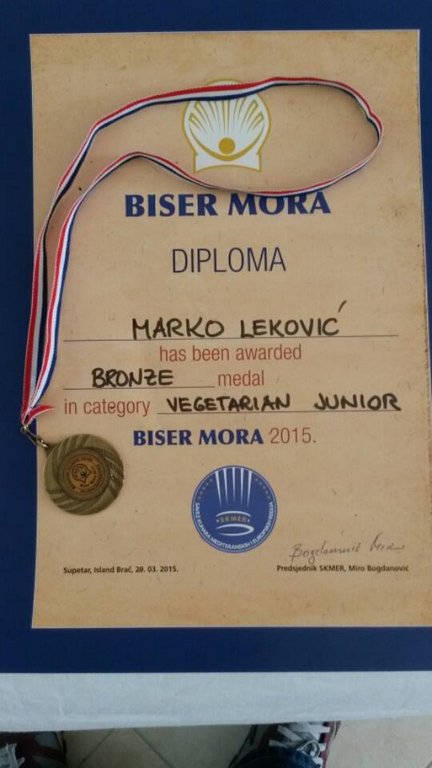 BISER MORA
DIPLOMA
MARKO LEKOVIĆ
has been awarded
BRONZE medal
in category VEGETARIAN JUNIOR
BISER MORA 2015.
SKMER
Supetar, Island Brač, 29. 03. 2015.
Predsjednik SKMER, Miro Bogdanović